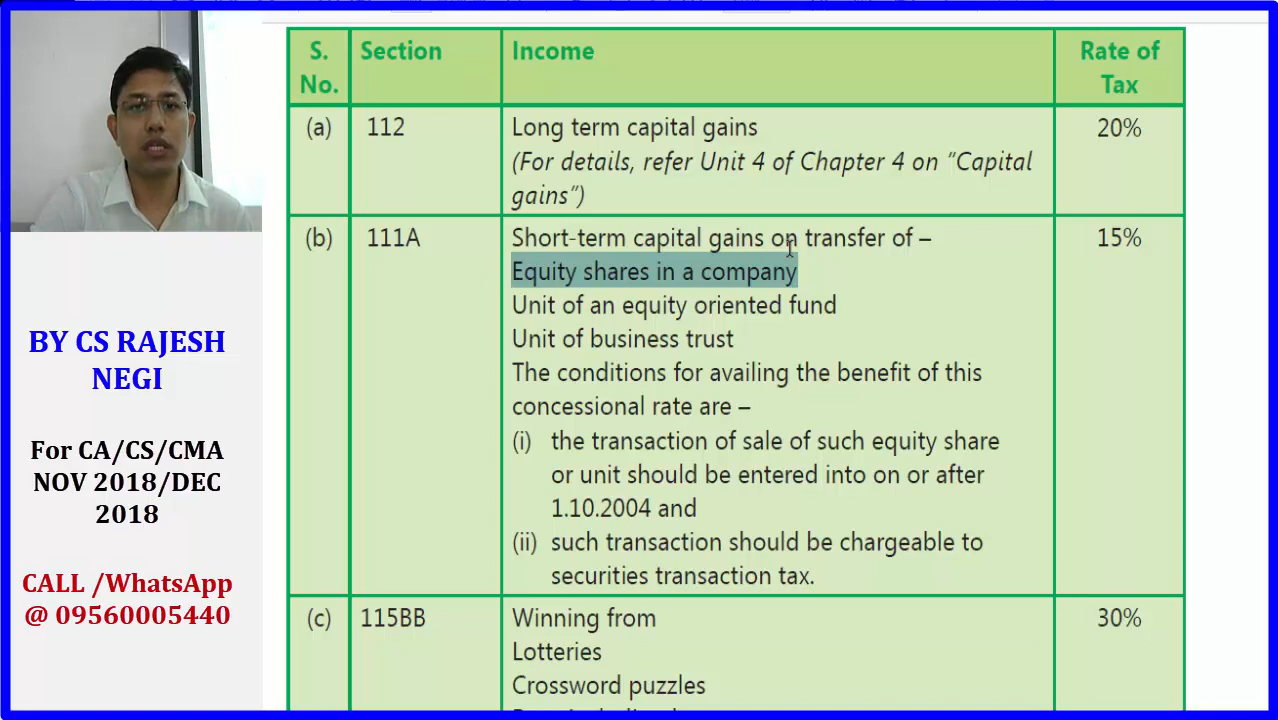 BY CS RAJESH
NEGI
For CA/CS/CMA
NOV 2018/DEC
2018
CALL /WhatsApp
@ 09560005440
S. No.
Section
Income
Rate of Tax
(a)
112
Long term capital gains
(For details, refer Unit 4 of Chapter 4 on “Capital
gains”)
20%
(b)
111A
Short-term capital gains on transfer of –
Equity shares in a company
Unit of an equity oriented fund
Unit of business trust
The conditions for availing the benefit of this
concessional rate are –
(i) the transaction of sale of such equity share
or unit should be entered into on or after
1.10.2004 and
(ii) such transaction should be chargeable to
securities transaction tax.
15%
(c)
115BB
Winning from
Lotteries
Crossword puzzles
30%